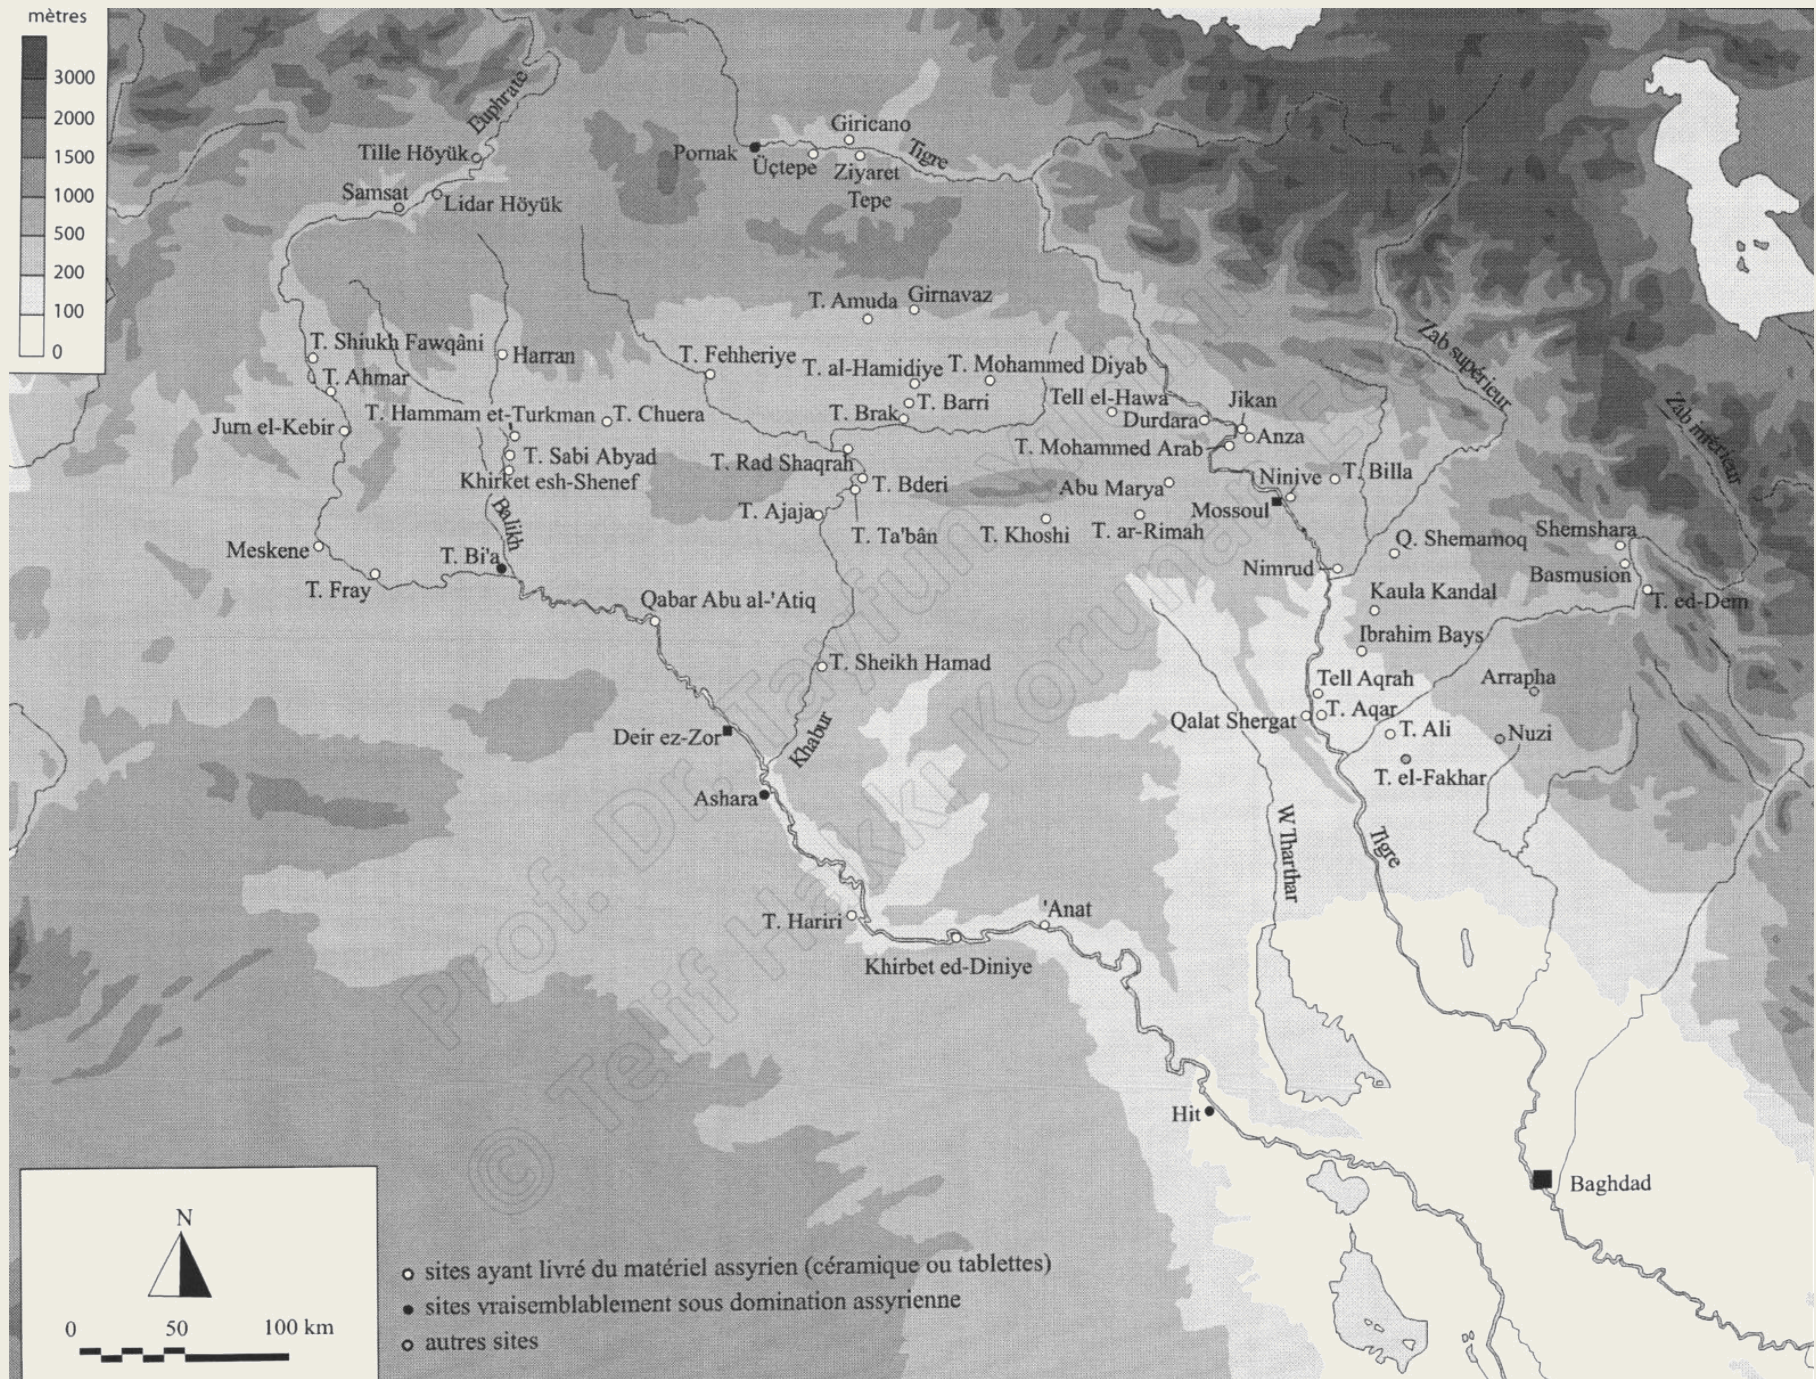 mètres
3000
2000
1500
1000
500
200
100
0
Euphrate
Tille Höyük
Samsat
Lidar Höyük
Pornak
Giricano
Üçtepe
Ziyaret
Tepe
Tigre
T. Amuda
Girnavaz
Zab supérieur
T. Shiukh Fawqâni
Harran
T. Fehheriye
T. al-Hamidiye
T. Mohammed Diyab
T. Ahmar
T. Barri
Tell el-Hawa
Jikan
T. Hammam et-Turkman
T. Chuera
T. Brak
Durdara
Jurn el-Kebir
Anza
T. Mohammed Arab
T. Sabi Abyad
T. Rad Shaqrah
Ninive
T. Billa
Khirket esh-Shenef
T. Bderi
Abu Marya
Mossoul
T. Ajaja
Balikh
T. Ta'bân
T. Khoshi
T. ar-Rimah
Q. Shemamoq
Shemshara
Meskene
T. Bi'a
Nimrud
Basmusion
T. Fray
Qabar Abu al-'Atiq
Kaula Kandal
T. ed-Dem
Ibrahim Bays
T. Sheikh Hamad
Tell Aqrah
Arrapha
T. Aqar
Qalat Shergat
T. Ali
Nuzi
Deir ez-Zor
Khabur
T. el-Fakhar
Ashara
W Tharthar
Tigre
T. Hariri
'Anat
Khirbet ed-Diniye
Hit
Baghdad
N
0 50 100 km
sites ayant livré du matériel assyrien (céramique ou tablettes)
sites vraisemblablement sous domination assyrienne
autres sites